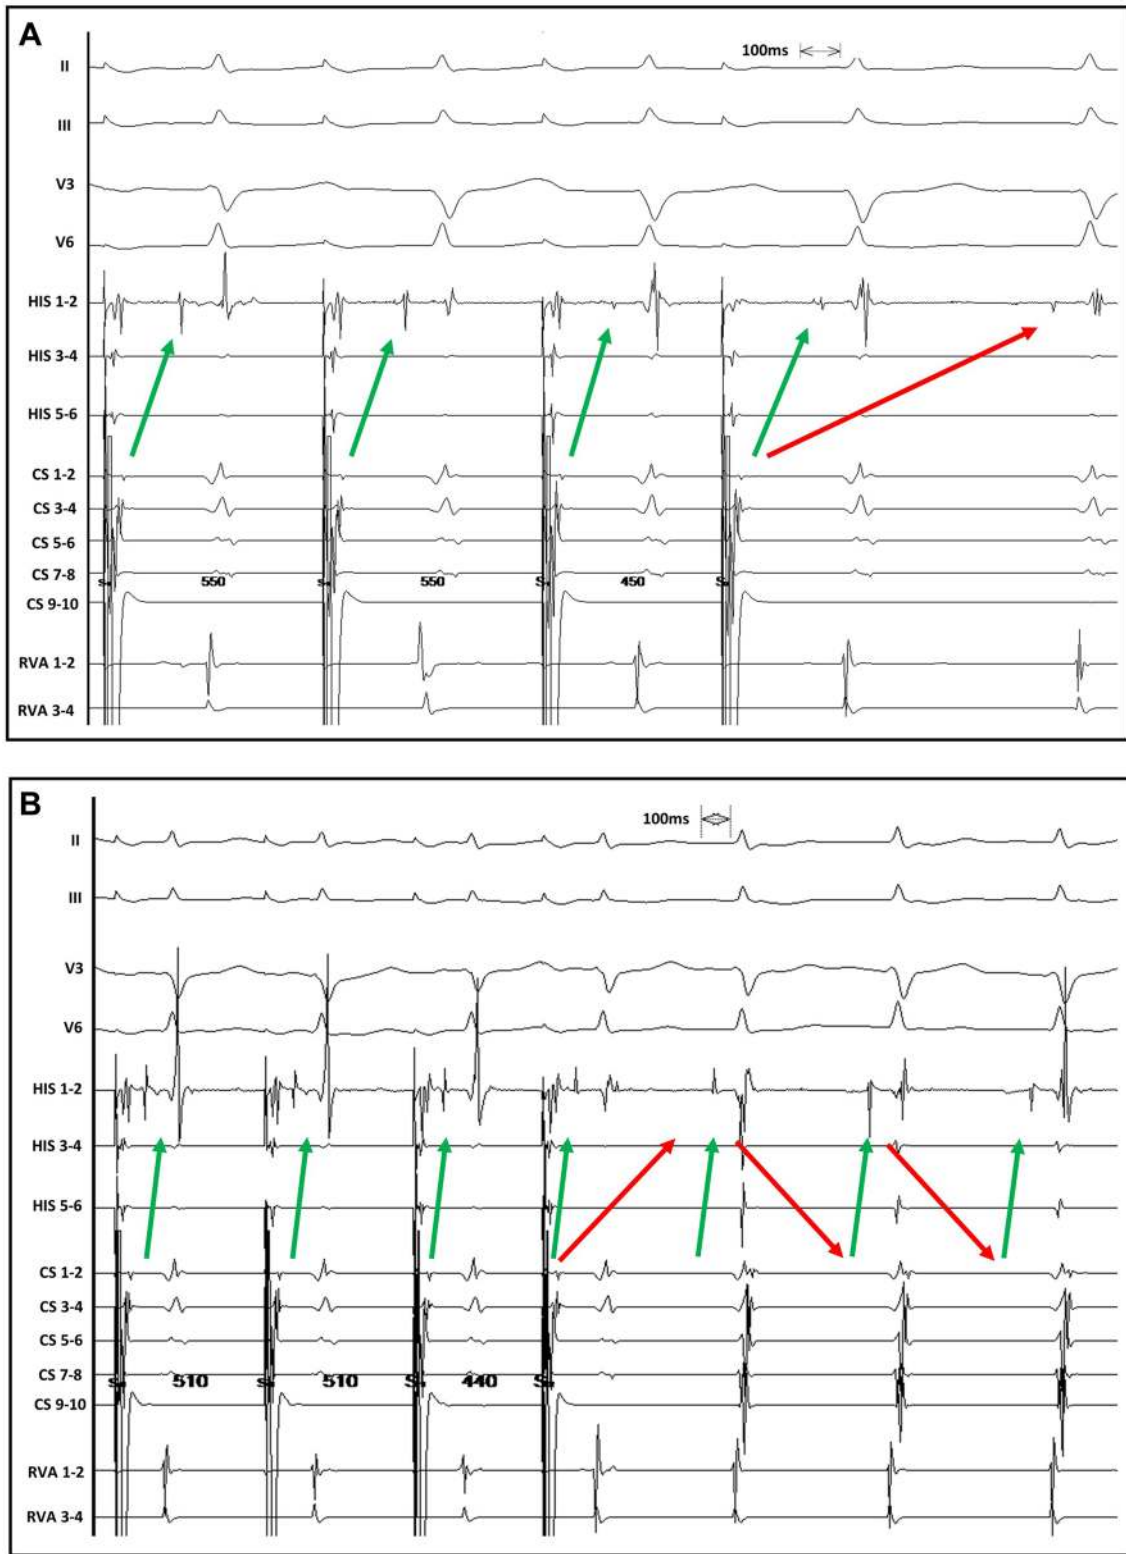 A
100ms
II
III
V3
V6
HIS 1-2
HIS 3-4
HIS 5-6
CS 1-2
CS 3-4
CS 5-6
CS 7-8
S 550 S 550 S 450 S
CS 9-10
RVA 1-2
RVA 3-4
B
100ms
II
III
V3
V6
HIS 1-2
HIS 3-4
HIS 5-6
CS 1-2
CS 3-4
CS 5-6
CS 7-8
S 510 S 510 S 440 S
CS 9-10
RVA 1-2
RVA 3-4